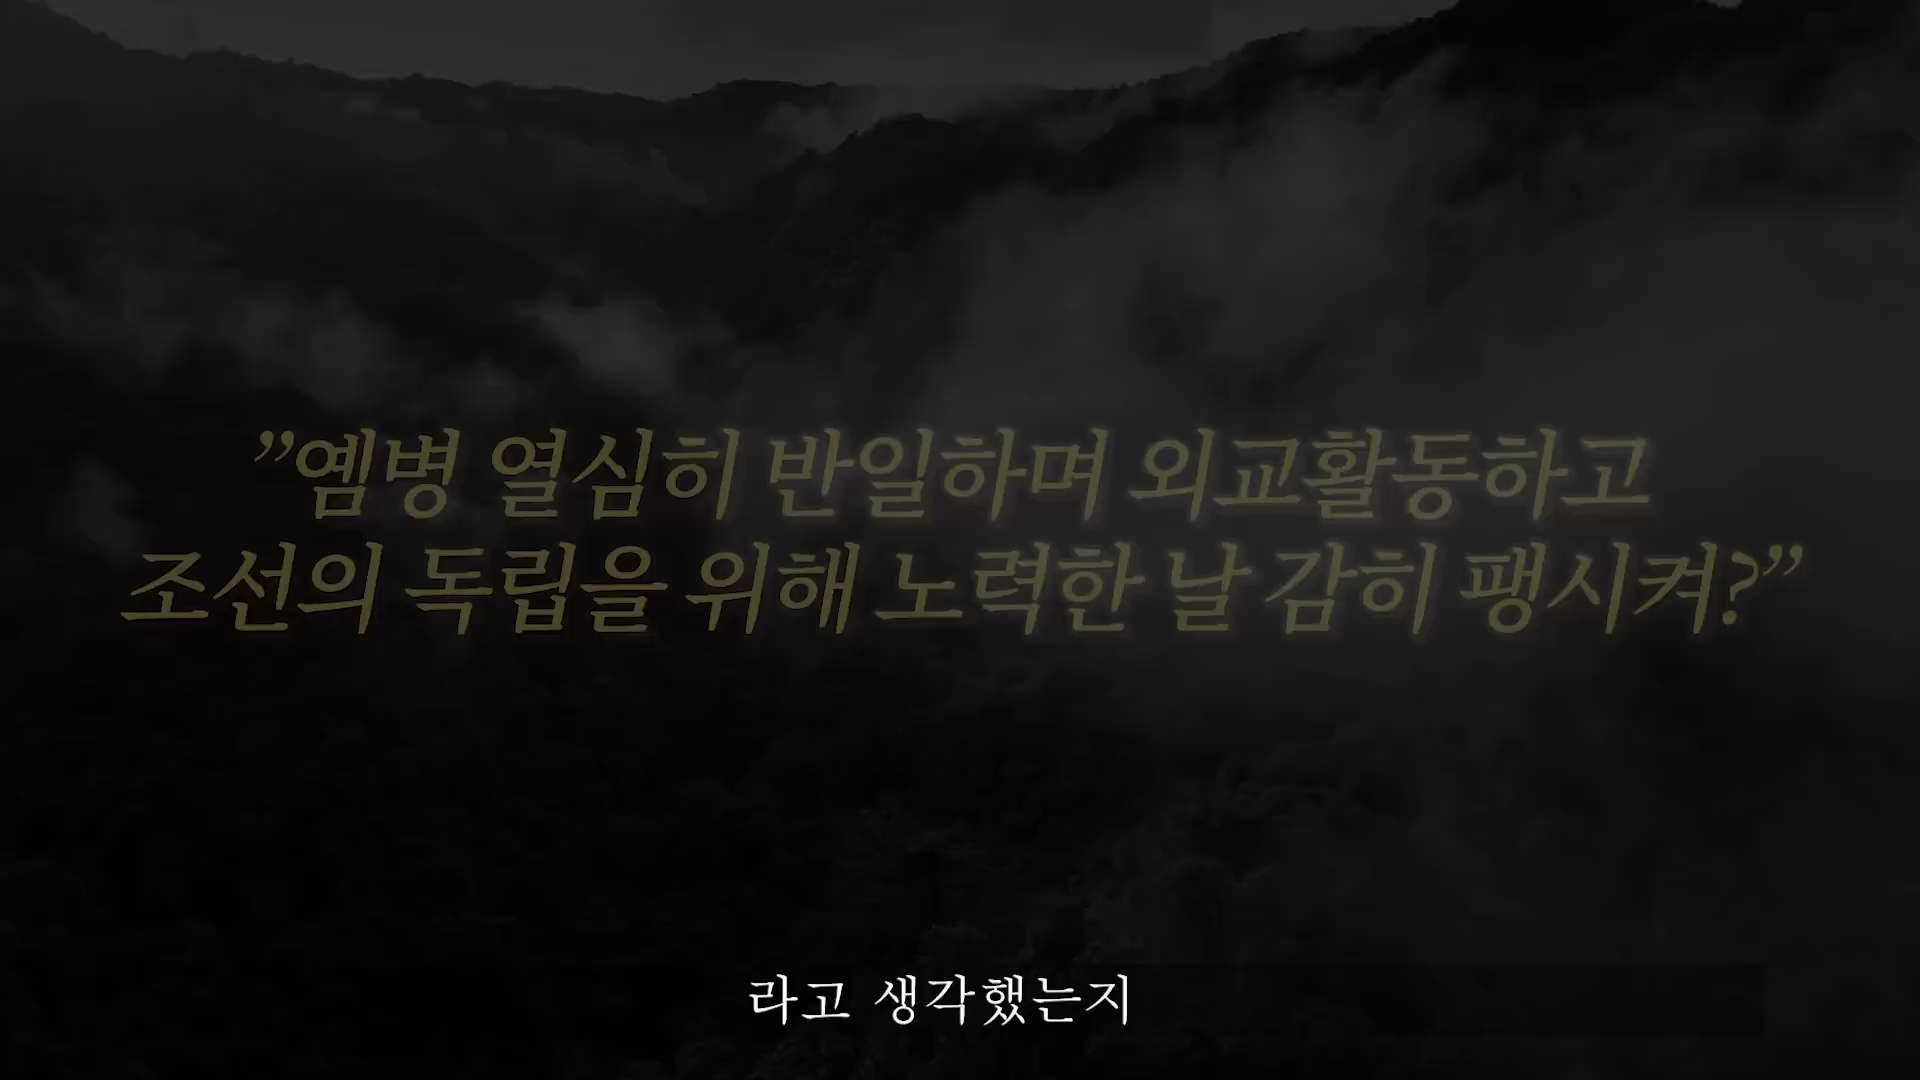 ”옘병 열심히 반일하며 외교활동하고
조선의 독립을 위해 노력한 날 감히 팽시켜?”
라고 생각했는지